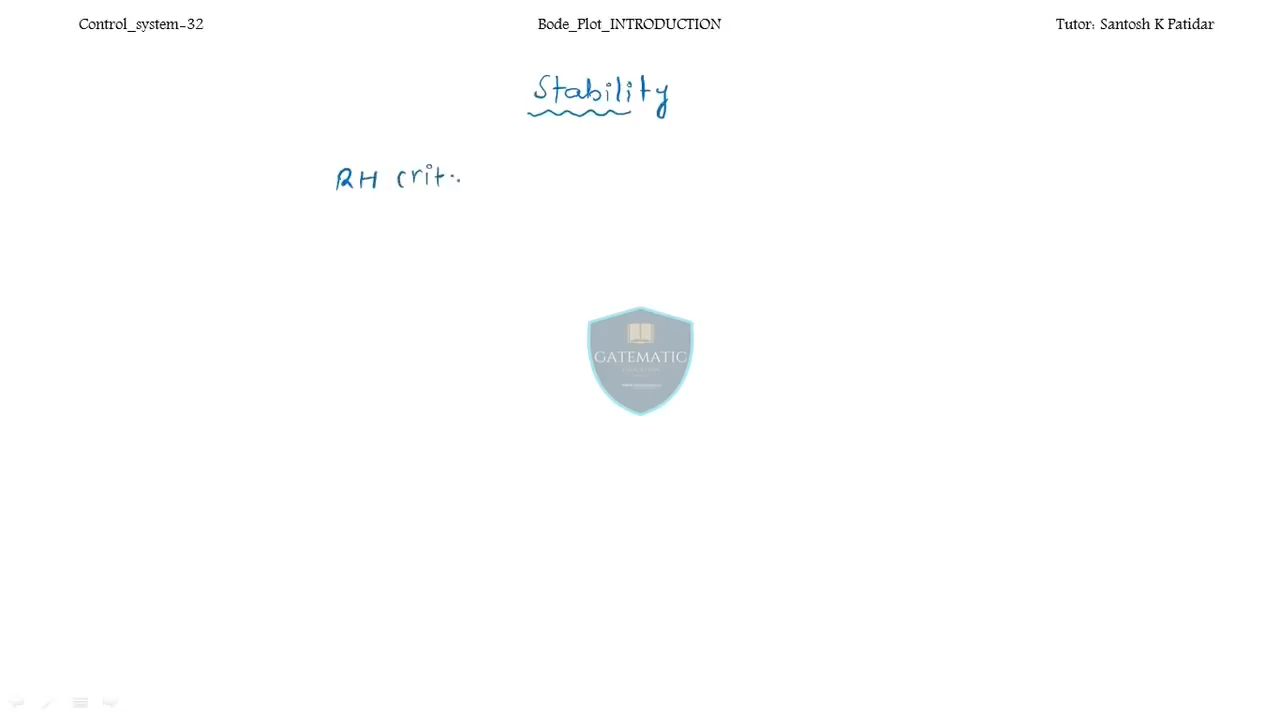 Control_system-32 Bode_Plot_INTRODUCTION Tutor: Santosh K Patidar
Stability
RH crit.
GATEMATIC